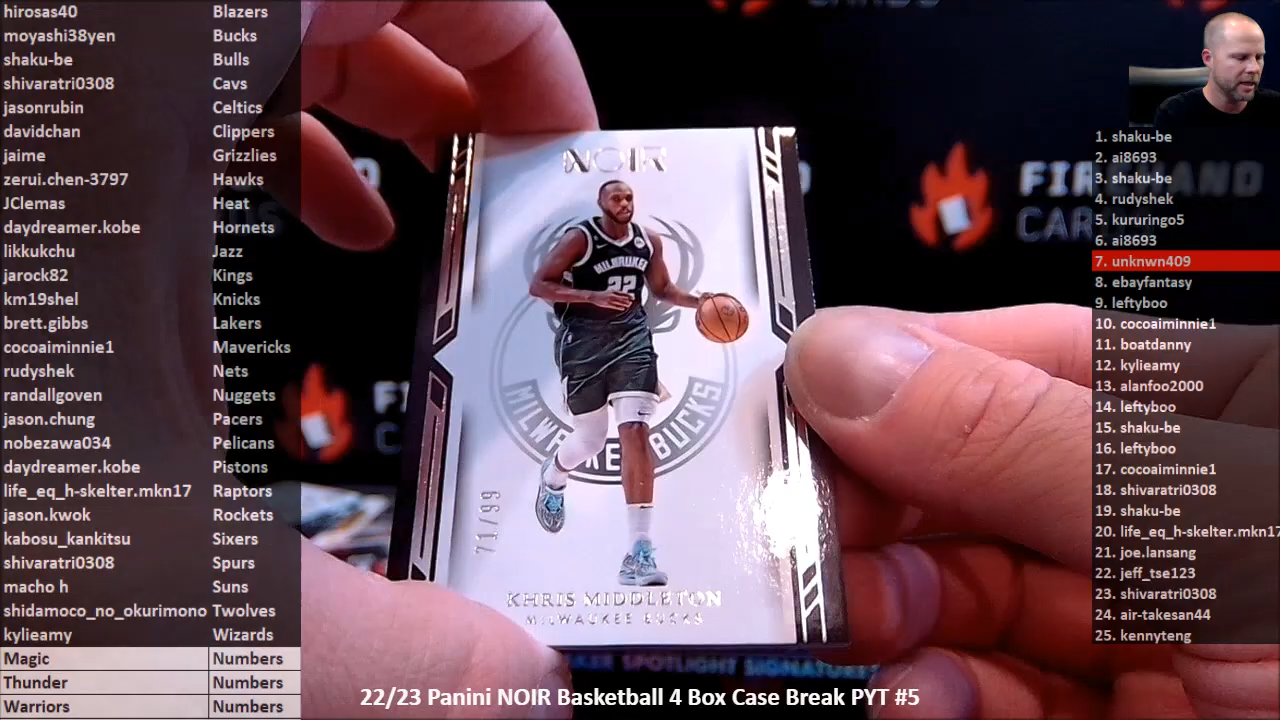 hirosas40 Blazers
moyashi38yen Bucks
shaku-be Bulls
shivaratri0308 Cavs
jasonrubin Celtics
davidchan Clippers
jaime Grizzlies
zerui.chen-3797 Hawks
JClemas Heat
daydreamer.kobe Hornets
likkukchu Jazz
jarock82 Kings
km19shel Knicks
brett.gibbs Lakers
cocoaiminnie1 Mavericks
rudyshek Nets
randallgoven Nuggets
jason.chung Pacers
nobezawa034 Pelicans
daydreamer.kobe Pistons
life_eq_h-skelter.mkn17 Raptors
jason.kwok Rockets
kabosu_kankitsu Sixers
shivaratri0308 Spurs
macho h Suns
shidamoco_no_okurimono Twolves
kylieamy Wizards
Magic Numbers
Thunder Numbers
Warriors Numbers
NOIR
MILWAUKEE
22
BUCKS
71/99
KHRIS MIDDLETON
MILWAUKEE BUCKS
SPOTLIGHT SIGNATURES
22/23 Panini NOIR Basketball 4 Box Case Break PYT #5
1. shaku-be
2. ai8693
3. shaku-be
4. rudyshek
5. kururingo5
6. ai8693
7. unknwn409
8. ebayfantasy
9. leftyboo
10. cocoaiminnie1
11. boatdanny
12. kylieamy
13. alanfoo2000
14. leftyboo
15. shaku-be
16. leftyboo
17. cocoaiminnie1
18. shivaratri0308
19. shaku-be
20. life_eq_h-skelter.mkn17
21. joe.lansang
22. jeff_tse123
23. shivaratri0308
24. air-takesan44
25. kennyteng